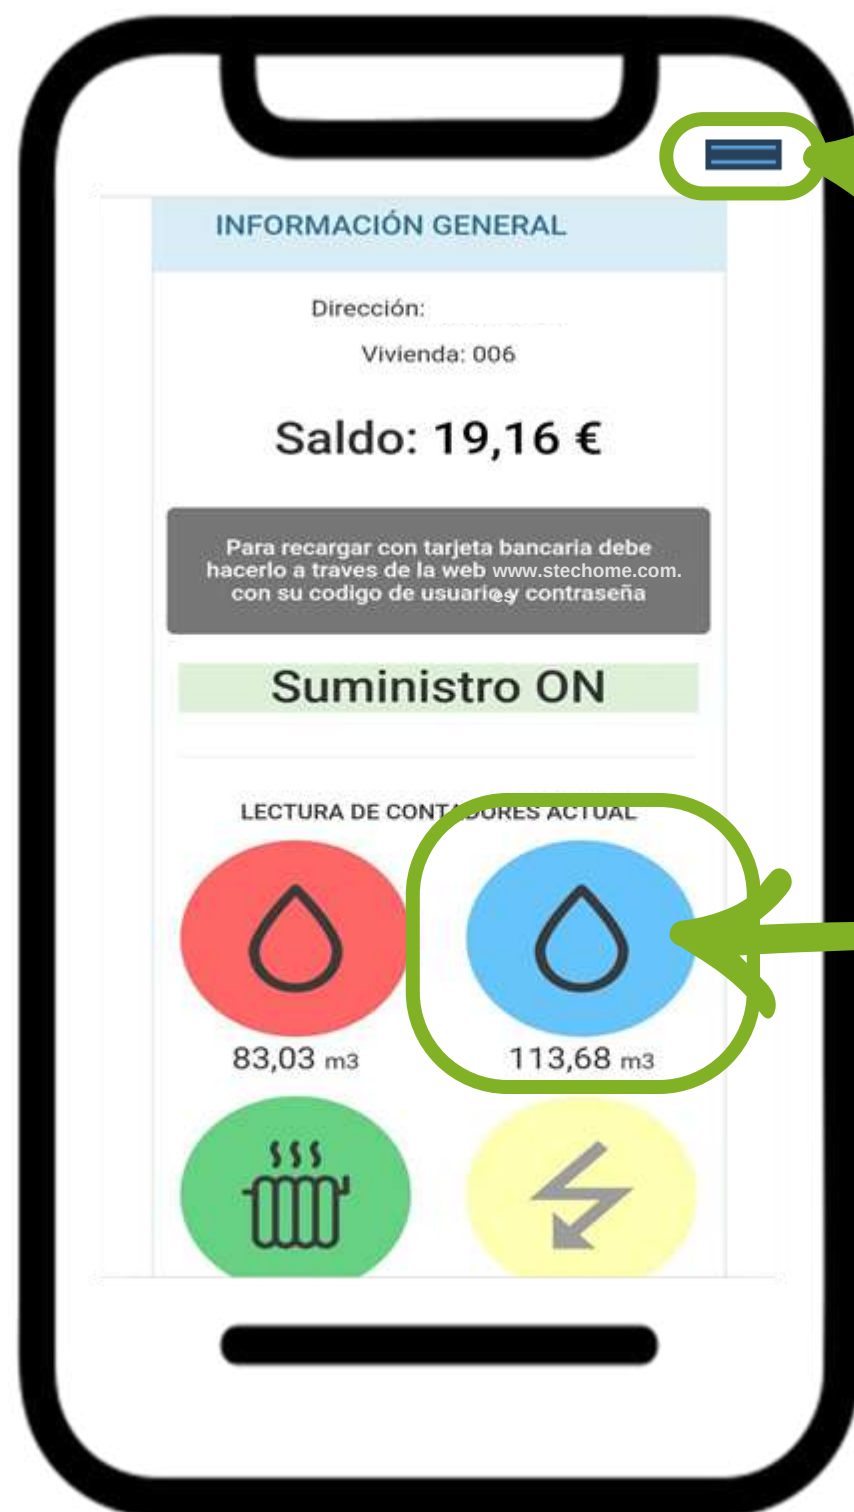 INFORMACIÓN GENERAL
Dirección:
Vivienda: 006
Saldo: 19,16 €
Para recargar con tarjeta bancaria debe
hacerlo a traves de la web www.stechome.com.
es
con su codigo de usuario y contraseña
Suministro ON
LECTURA DE CONTADORES ACTUAL
83,03 m3
113,68 m3